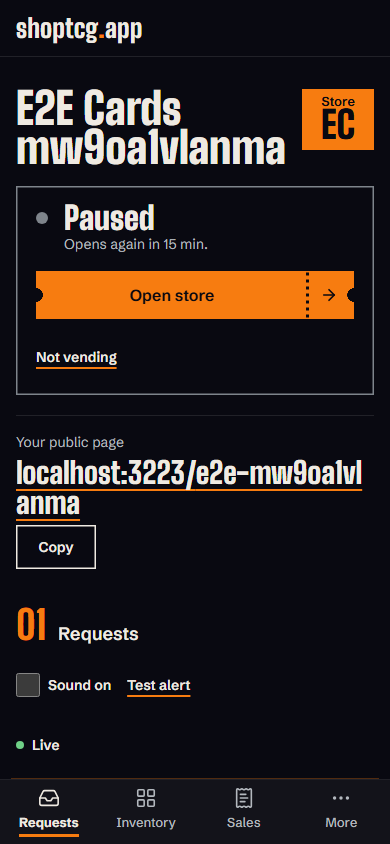 shoptcg.app
E2E Cards
mw9oa1vlanma
Store
EC
Paused
Opens again in 15 min.
Open store
Not vending
Your public page
localhost:3223/e2e-mw9oa1vl
anma
Copy
01 Requests
Sound on Test alert
Live
Requests Inventory Sales More